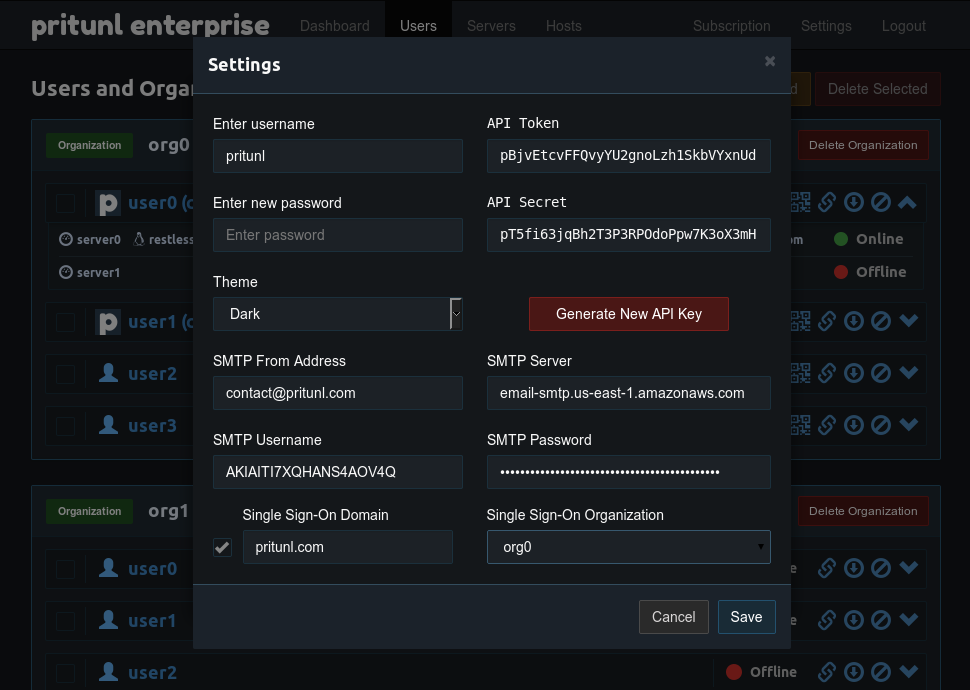 pritunl enterprise Dashboard Users Servers Hosts Subscription Settings Logout
Users and Orga
Delete Selected
Settings
×
Enter username
API Token
pritunl
pBjvEtcvFFQvyYU2gnoLzh1SkbVYxnUd
Enter new password
API Secret
Enter password
pT5fi63jqBh2T3P3RPOdoPpw7K3oX3mH
Theme
Dark
Generate New API Key
SMTP From Address
SMTP Server
contact@pritunl.com
email-smtp.us-east-1.amazonaws.com
SMTP Username
SMTP Password
AKIAITI7XQHANS4AOV4Q
Single Sign-On Domain
Single Sign-On Organization
pritunl.com
org0
Cancel
Save
Organization org0
Delete Organization
p user0 (
server0 restless
Online
server1
Offline
p user1 (
user2
user3
Organization org1
Delete Organization
user0
user1
user2
Offline